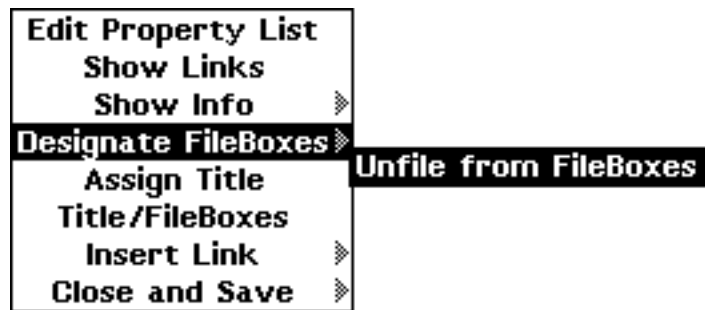 Edit Property List
Show Links
Show Info
Designate FileBoxes
Unfile from FileBoxes
Assign Title
Title/FileBoxes
Insert Link
Close and Save